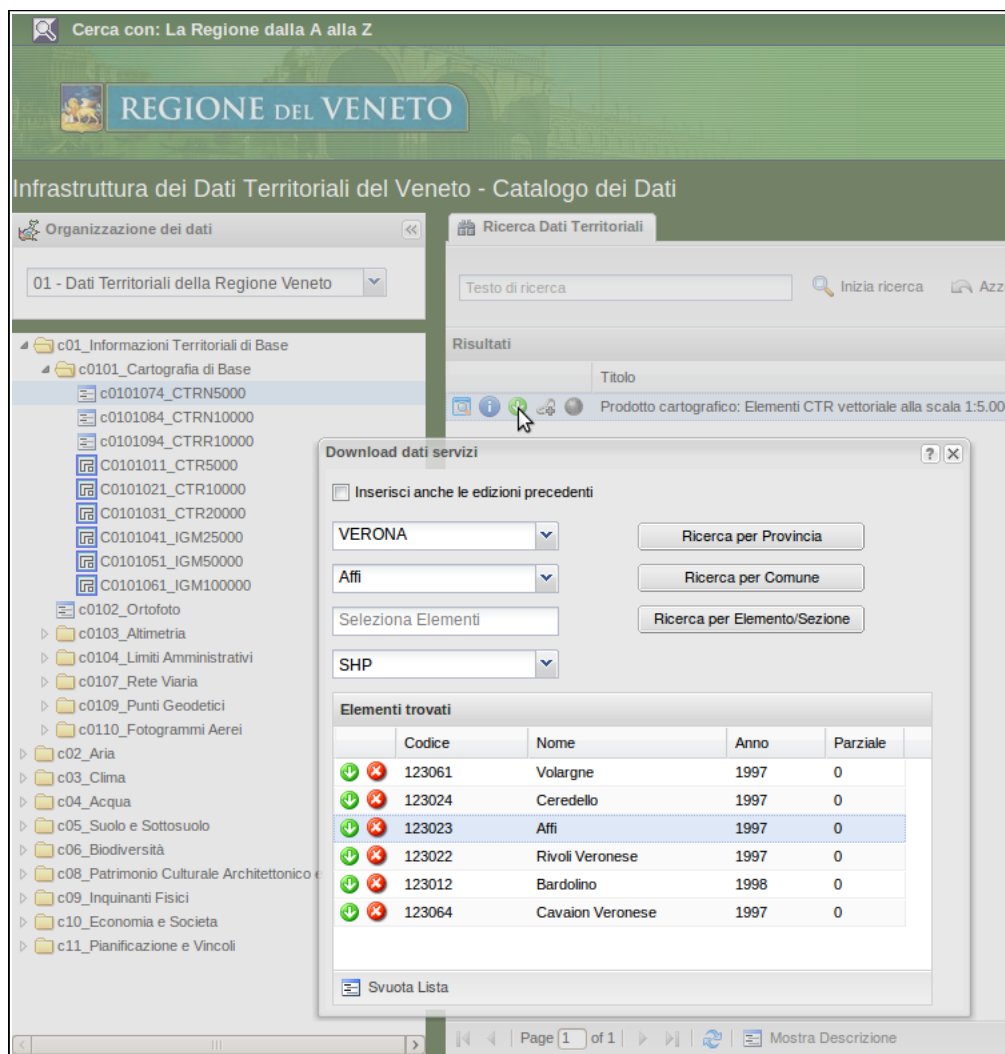 Cerca con: La Regione dalla A alla Z
REGIONE DEL VENETO
Infrastruttura dei Dati Territoriali del Veneto - Catalogo dei Dati
Organizzazione dei dati
01 - Dati Territoriali della Regione Veneto
c01_Informazioni Territoriali di Base
c0101_Cartografia di Base
c0101074_CTRN5000
c0101084_CTRN10000
c0101094_CTRR10000
C0101011_CTR5000
C0101021_CTR10000
C0101031_CTR20000
C0101041_IGM25000
C0101051_IGM50000
C0101061_IGM100000
c0102_Ortofoto
c0103_Altimetria
c0104_Limiti Amministrativi
c0107_Rete Viaria
c0109_Punti Geodetici
c0110_Fotogrammi Aerei
c02_Aria
c03_Clima
c04_Acqua
c05_Suolo e Sottosuolo
c06_Biodiversità
c08_Patrimonio Culturale Architettonico e
c09_Inquinanti Fisici
c10_Economia e Societa
c11_Pianificazione e Vincoli
Ricerca Dati Territoriali
Testo di ricerca Inizia ricerca Azz
Risultati
Titolo
Prodotto cartografico: Elementi CTR vettoriale alla scala 1:5.00
Download dati servizi
Inserisci anche le edizioni precedenti
VERONA Ricerca per Provincia
Affi Ricerca per Comune
Seleziona Elementi Ricerca per Elemento/Sezione
SHP
Elementi trovati
Codice Nome Anno Parziale
123061 Volargne 1997 0
123024 Ceredello 1997 0
123023 Affi 1997 0
123022 Rivoli Veronese 1997 0
123012 Bardolino 1998 0
123064 Cavaion Veronese 1997 0
Svuota Lista
Page 1 of 1 Mostra Descrizione